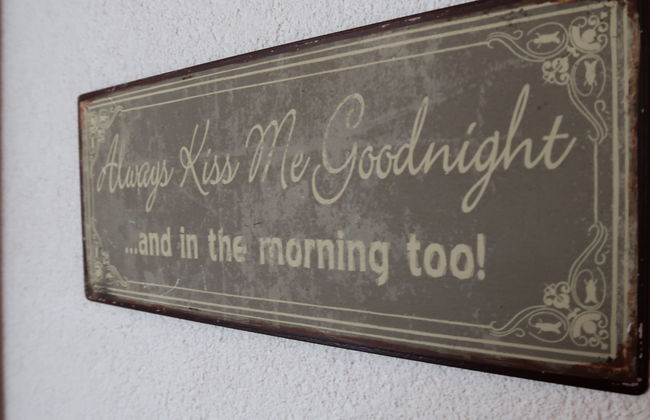 Always Kiss Me Goodnight
...and in the morning too!